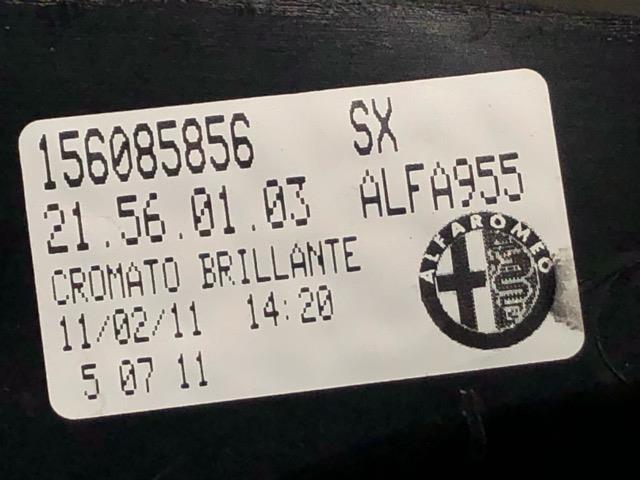 156085856 SX
21.56.01.03 ALFA955
CROMATO BRILLANTE
11/02/11 14:20
5 07 11
ALFA ROMEO